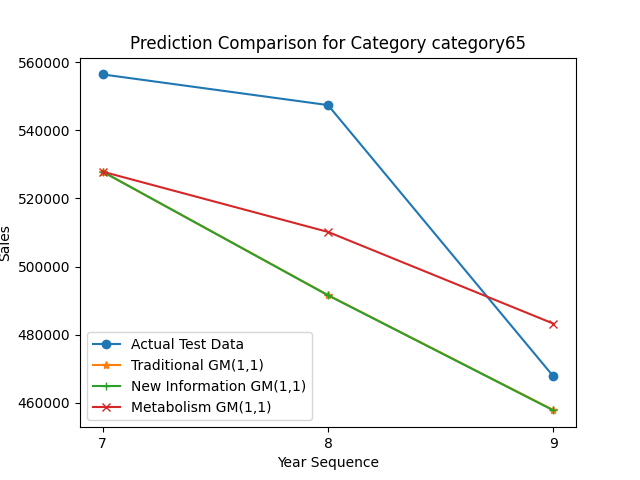 Prediction Comparison for Category category65
560000
540000
520000
500000
480000
460000
Sales
Actual Test Data
Traditional GM(1,1)
New Information GM(1,1)
Metabolism GM(1,1)
7
8
9
Year Sequence